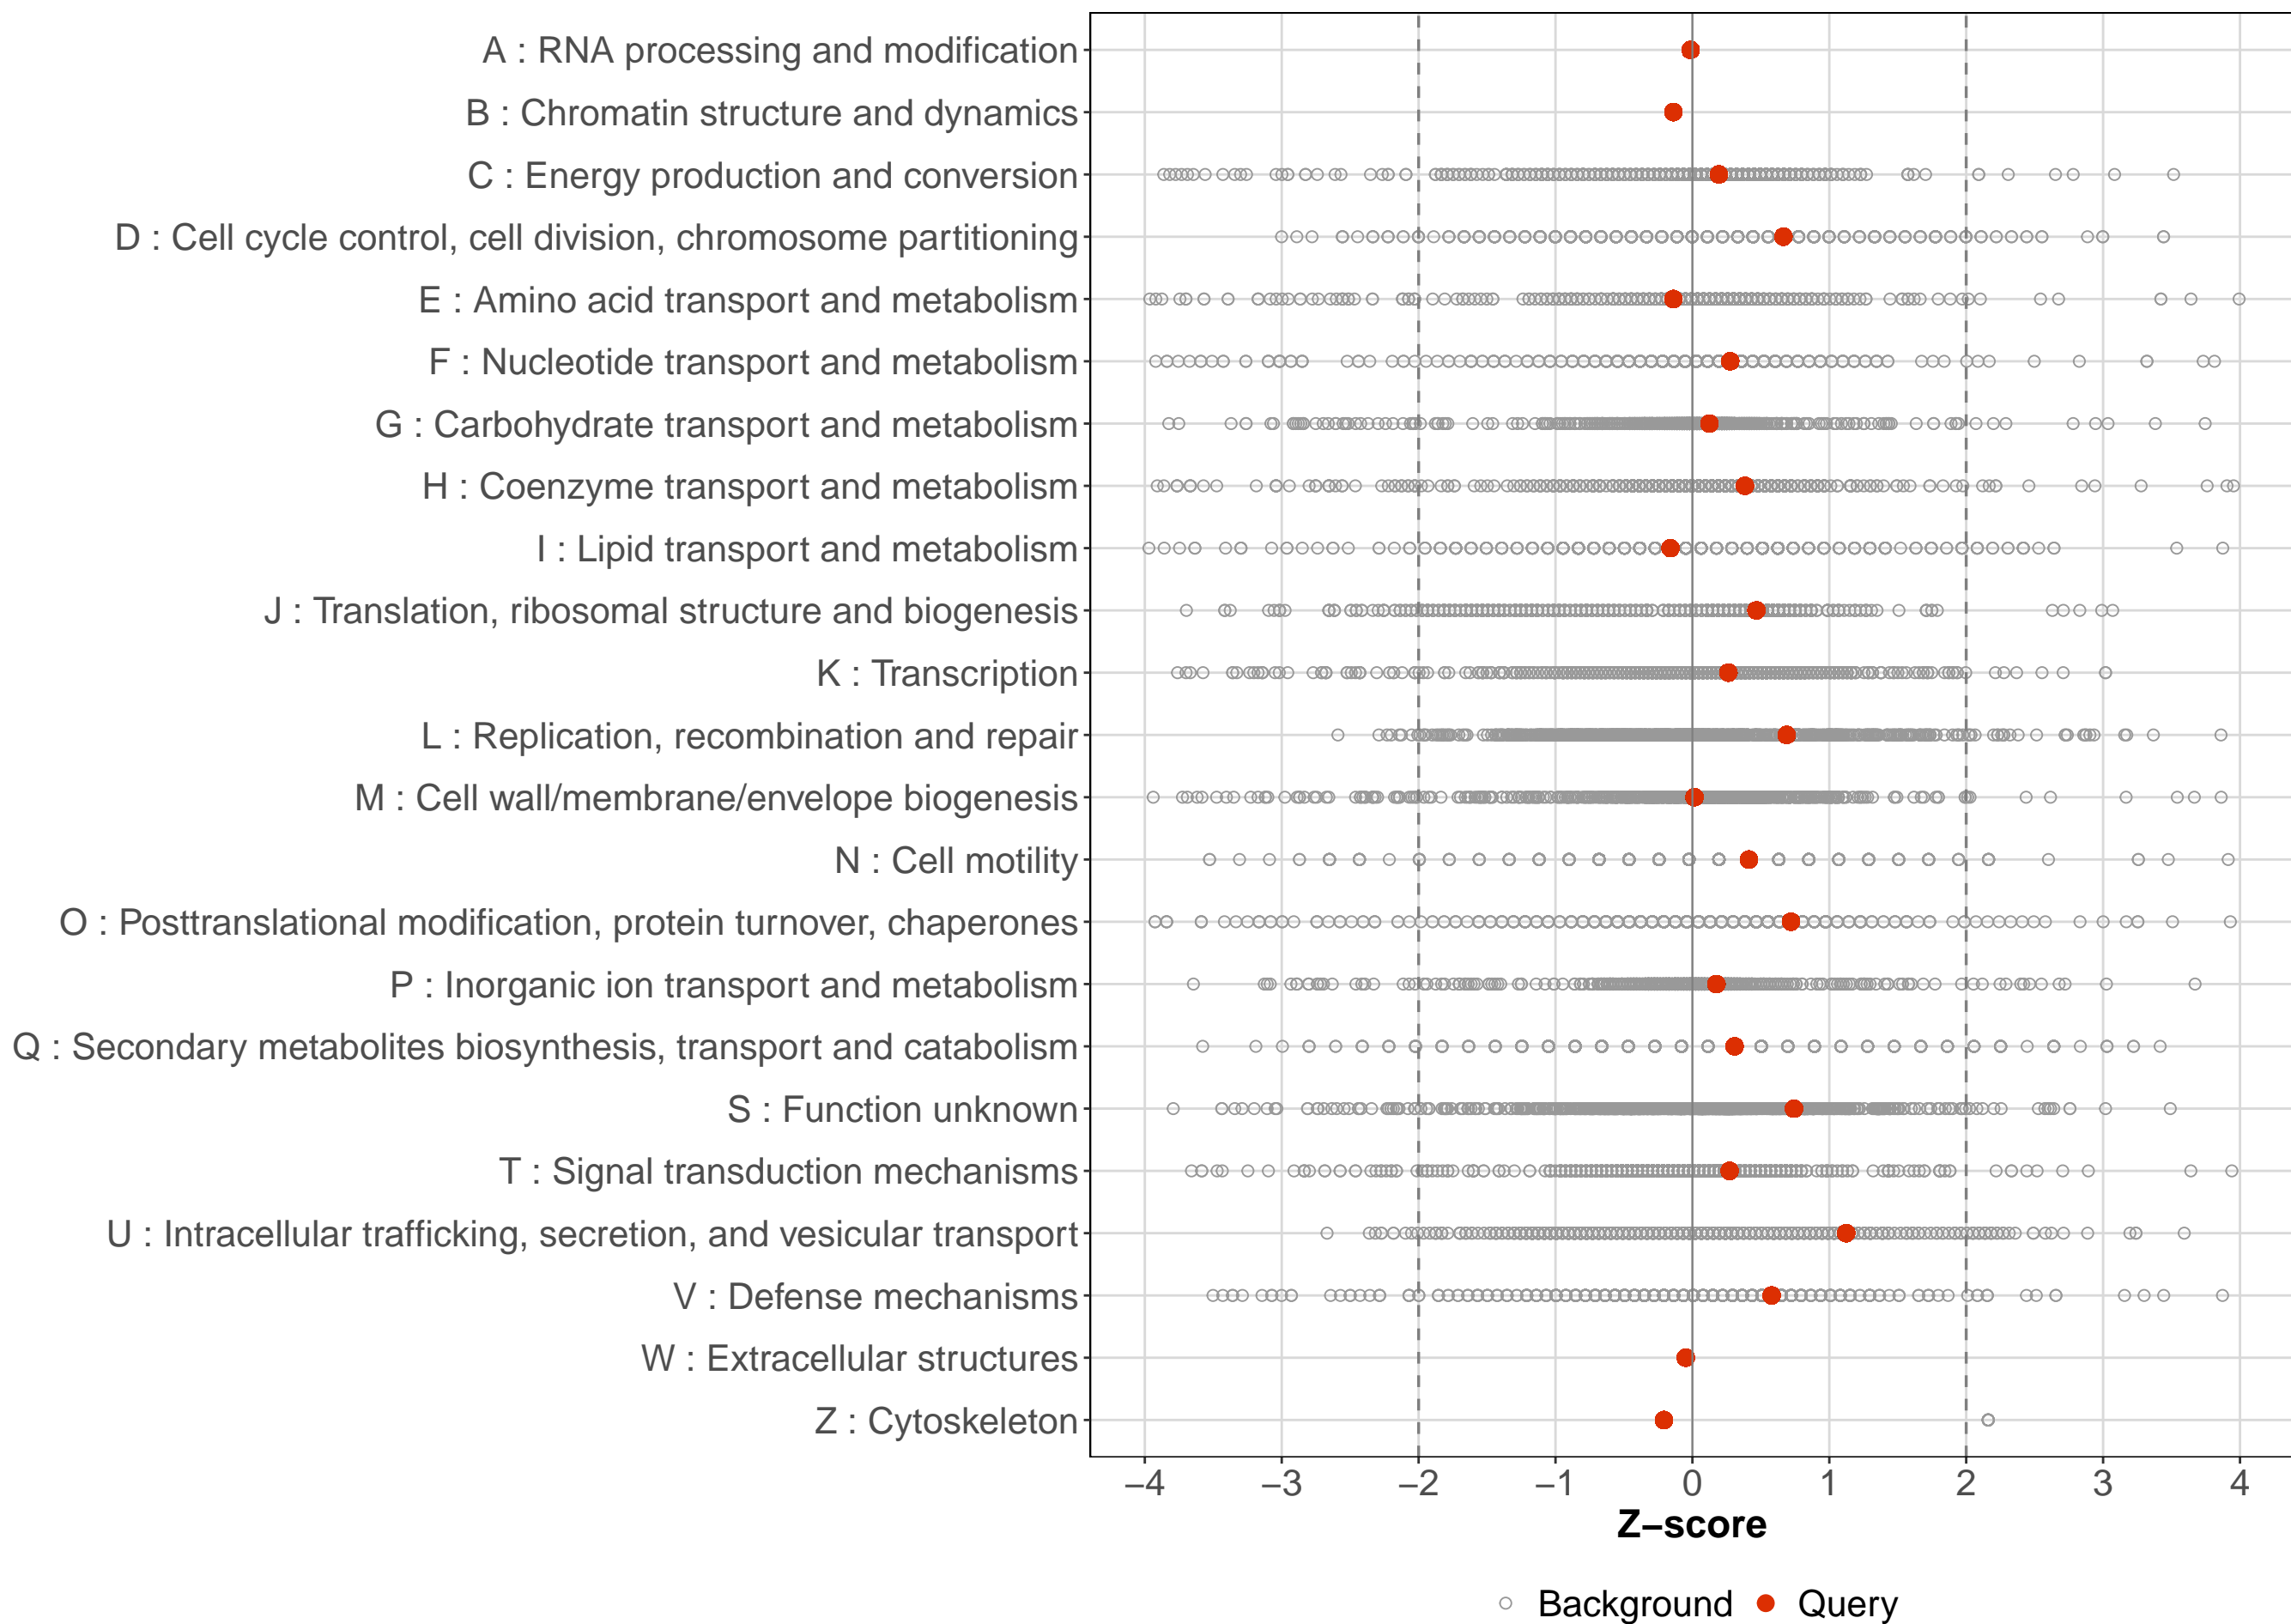 A : RNA processing and modification
B : Chromatin structure and dynamics
C : Energy production and conversion
D : Cell cycle control, cell division, chromosome partitioning
E : Amino acid transport and metabolism
F : Nucleotide transport and metabolism
G : Carbohydrate transport and metabolism
H : Coenzyme transport and metabolism
I : Lipid transport and metabolism
J : Translation, ribosomal structure and biogenesis
K : Transcription
L : Replication, recombination and repair
M : Cell wall/membrane/envelope biogenesis
N : Cell motility
O : Posttranslational modification, protein turnover, chaperones
P : Inorganic ion transport and metabolism
Q : Secondary metabolites biosynthesis, transport and catabolism
S : Function unknown
T : Signal transduction mechanisms
U : Intracellular trafficking, secretion, and vesicular transport
V : Defense mechanisms
W : Extracellular structures
Z : Cytoskeleton
−4 −3 −2 −1 0 1 2 3 4
Z−score
Background Query